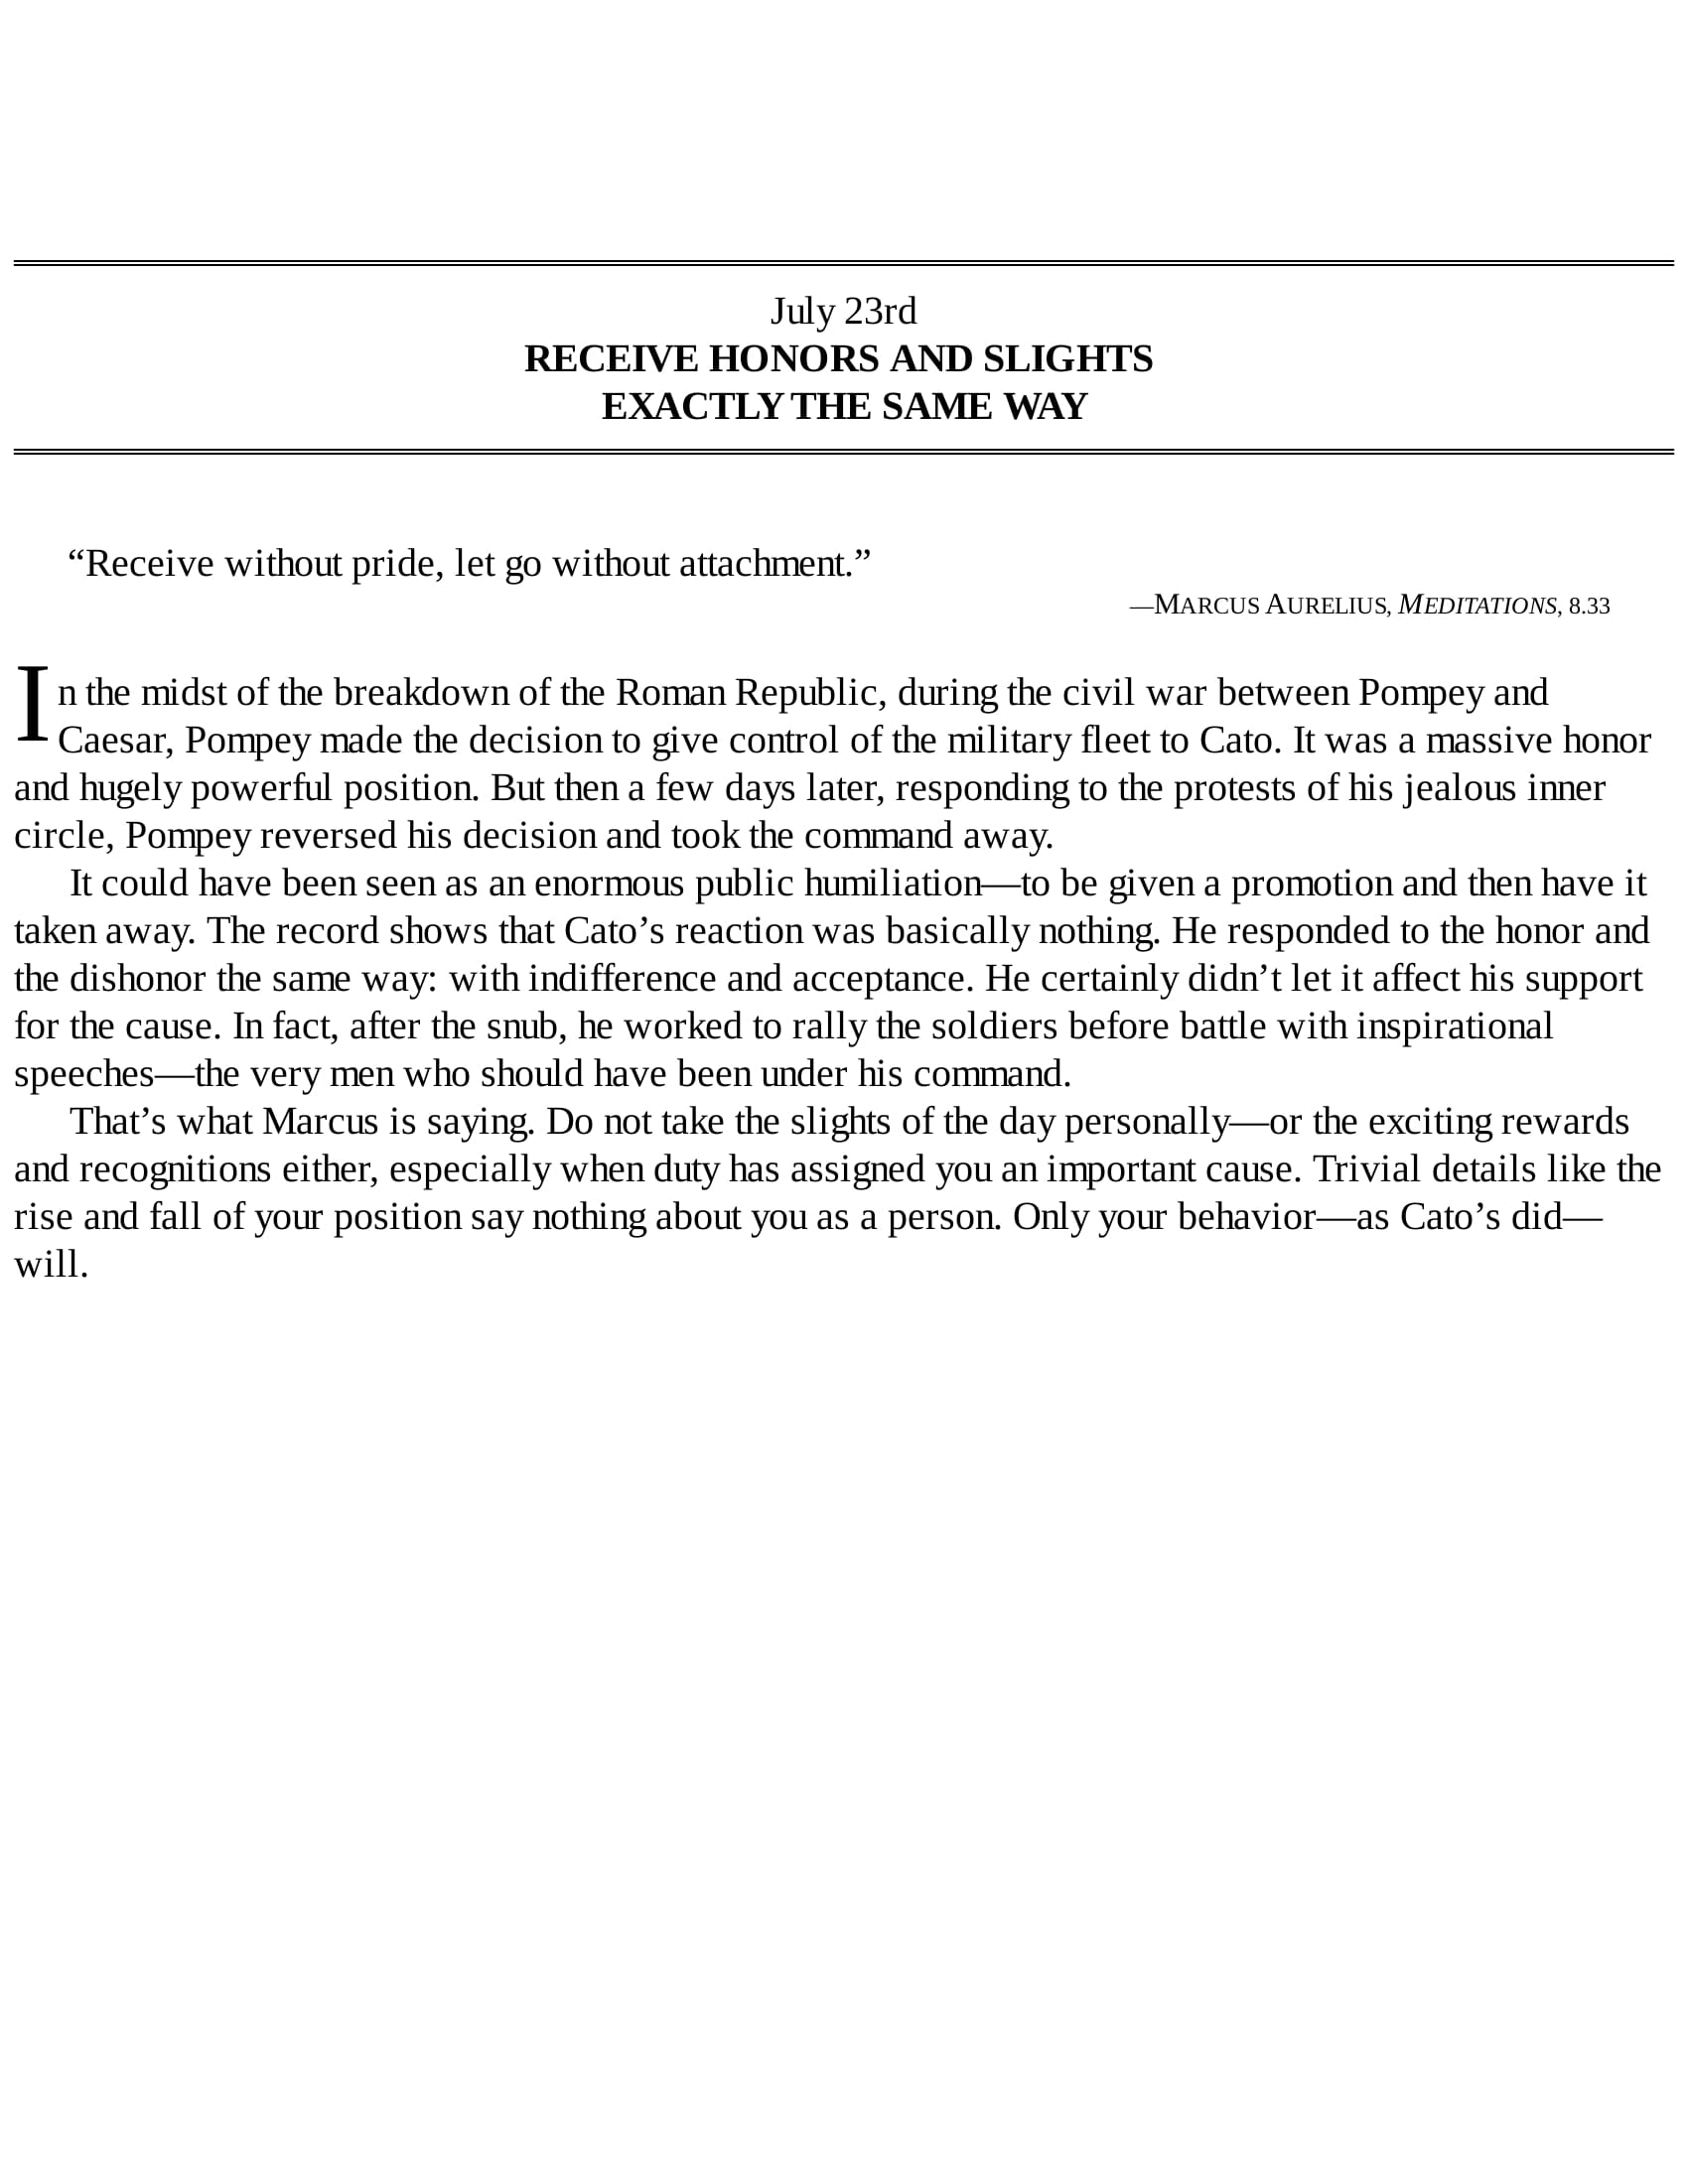 July 23rd
RECEIVE HONORS AND SLIGHTS
EXACTLY THE SAME WAY
“Receive without pride, let go without attachment.”
—MARCUS AURELIUS, MEDITATIONS, 8.33
In the midst of the breakdown of the Roman Republic, during the civil war between Pompey and
Caesar, Pompey made the decision to give control of the military fleet to Cato. It was a massive honor
and hugely powerful position. But then a few days later, responding to the protests of his jealous inner
circle, Pompey reversed his decision and took the command away.
It could have been seen as an enormous public humiliation—to be given a promotion and then have it
taken away. The record shows that Cato’s reaction was basically nothing. He responded to the honor and
the dishonor the same way: with indifference and acceptance. He certainly didn’t let it affect his support
for the cause. In fact, after the snub, he worked to rally the soldiers before battle with inspirational
speeches—the very men who should have been under his command.
That’s what Marcus is saying. Do not take the slights of the day personally—or the exciting rewards
and recognitions either, especially when duty has assigned you an important cause. Trivial details like the
rise and fall of your position say nothing about you as a person. Only your behavior—as Cato’s did—
will.